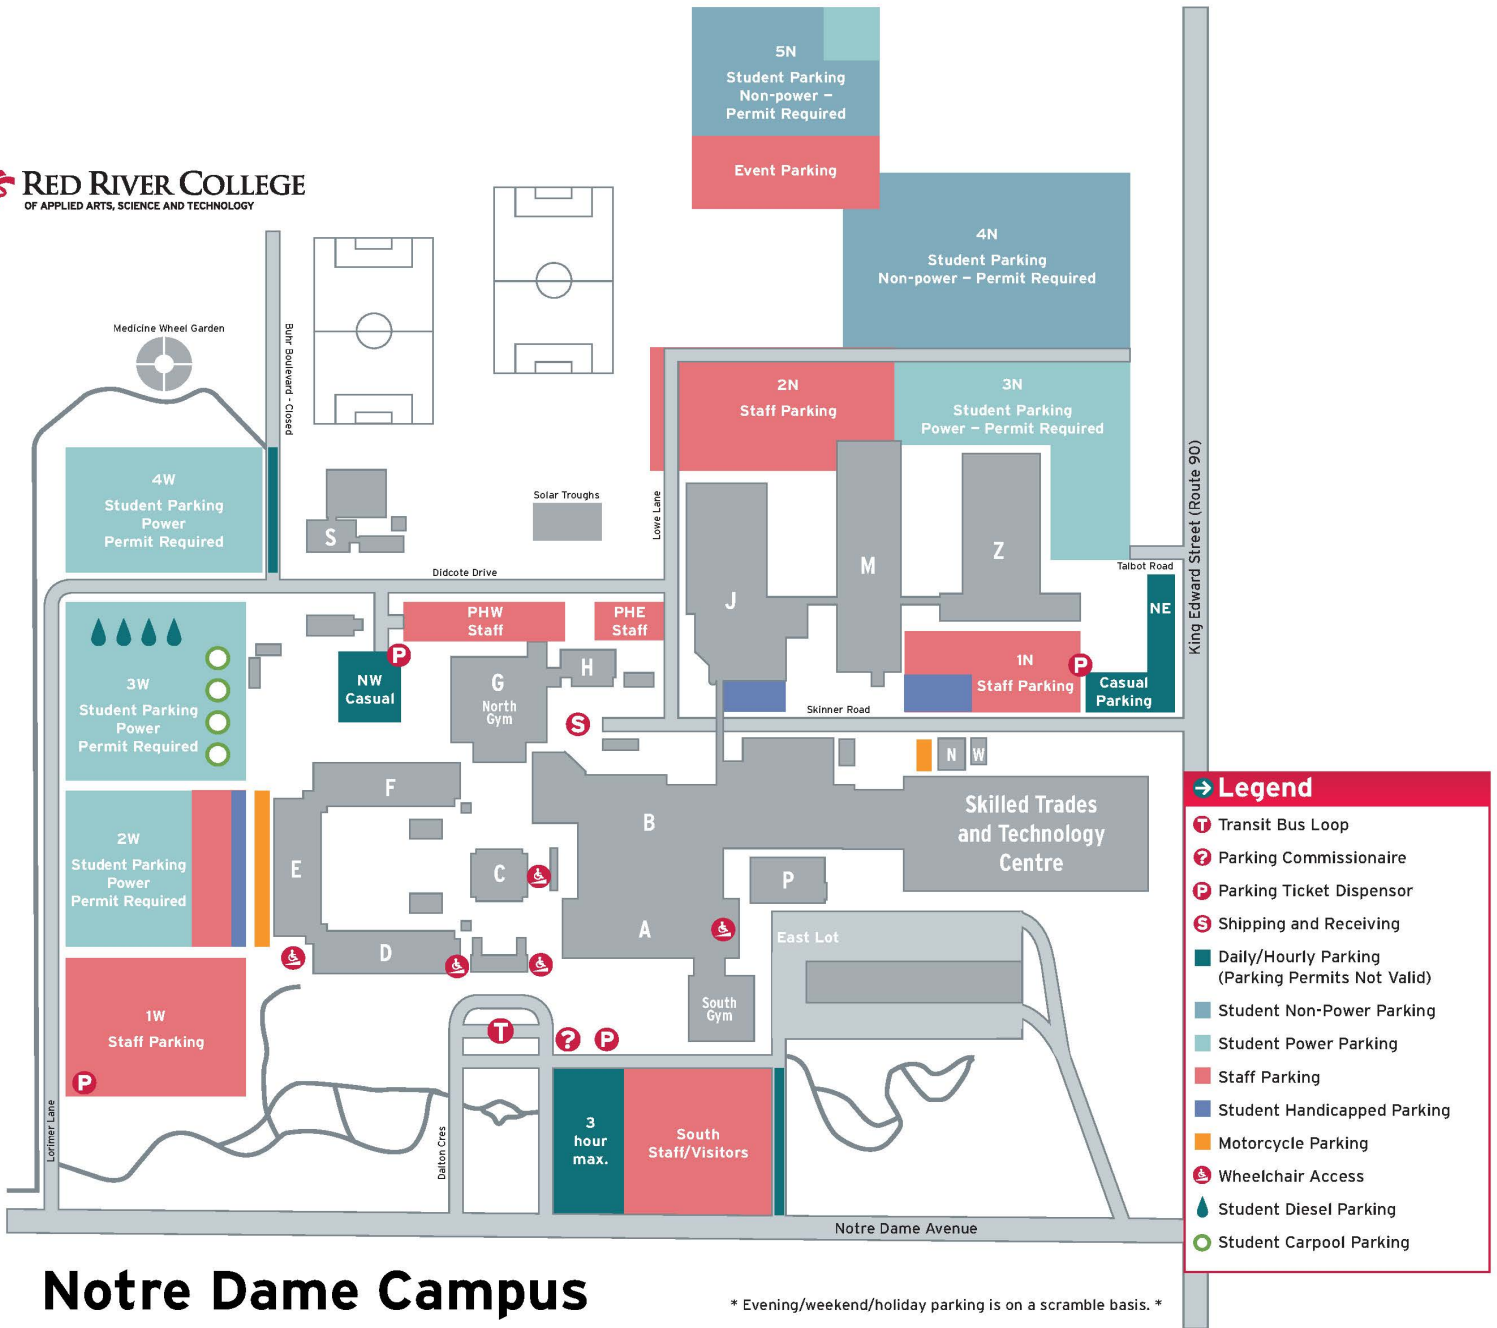 5N
Student Parking
Non-power –
Permit Required
Event Parking
RED RIVER COLLEGE
OF APPLIED ARTS, SCIENCE AND TECHNOLOGY
4N
Student Parking
Non-power – Permit Required
Medicine Wheel Garden
Buhr Boulevard - Closed
2N
Staff Parking
3N
Student Parking
Power – Permit Required
King Edward Street (Route 90)
4W
Student Parking
Power
Permit Required
S
Solar Troughs
Lowe Lane
J
M
Z
Talbot Road
Didcote Drive
NE
Casual
Parking
PHW
Staff
PHE
Staff
P
NW
Casual
G
North
Gym
H
1N
Staff Parking
P
3W
Student Parking
Power
Permit Required
S
Skinner Road
N
W
F
B
Skilled Trades
and Technology
Centre
2W
Student Parking
Power
Permit Required
E
C
P
A
D
East Lot
South
Gym
1W
Staff Parking
P
T
?
P
Lorimer Lane
Dalton Cres
3
hour
max.
South
Staff/Visitors
Notre Dame Avenue
Legend
T Transit Bus Loop
? Parking Commissionaire
P Parking Ticket Dispensor
S Shipping and Receiving
Daily/Hourly Parking
(Parking Permits Not Valid)
Student Non-Power Parking
Student Power Parking
Staff Parking
Student Handicapped Parking
Motorcycle Parking
Wheelchair Access
Student Diesel Parking
Student Carpool Parking
Notre Dame Campus
* Evening/weekend/holiday parking is on a scramble basis. *